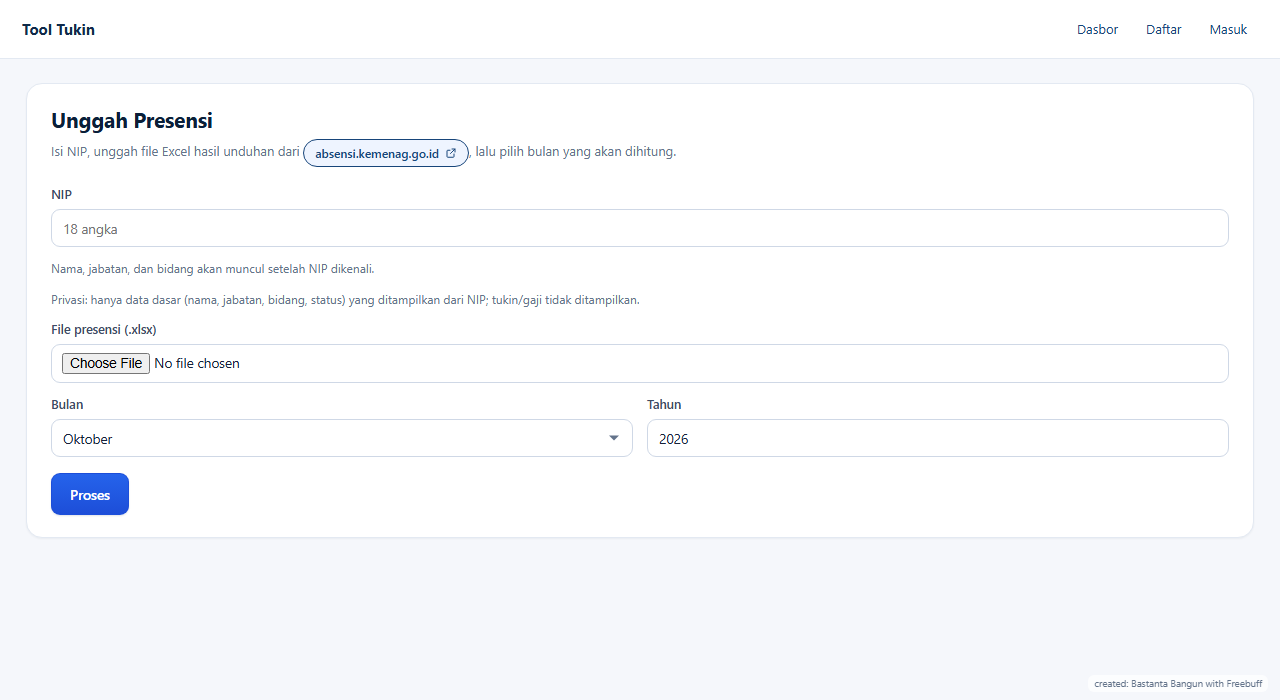 Tool Tukin
Dasbor Daftar Masuk
Unggah Presensi
Isi NIP, unggah file Excel hasil unduhan dari absensi.kemenag.go.id, lalu pilih bulan yang akan dihitung.
NIP
18 angka
Nama, jabatan, dan bidang akan muncul setelah NIP dikenali.
Privasi: hanya data dasar (nama, jabatan, bidang, status) yang ditampilkan dari NIP; tukin/gaji tidak ditampilkan.
File presensi (.xlsx)
Choose File No file chosen
Bulan Tahun
Oktober 2026
Proses
created: Bastanta Bangun with Freebuff